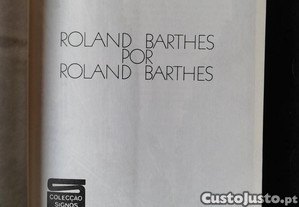 ROLAND BARTHES
POR
ROLAND BARTHES
COLECÇÃO
SIGNOS
CustoJusto.pt